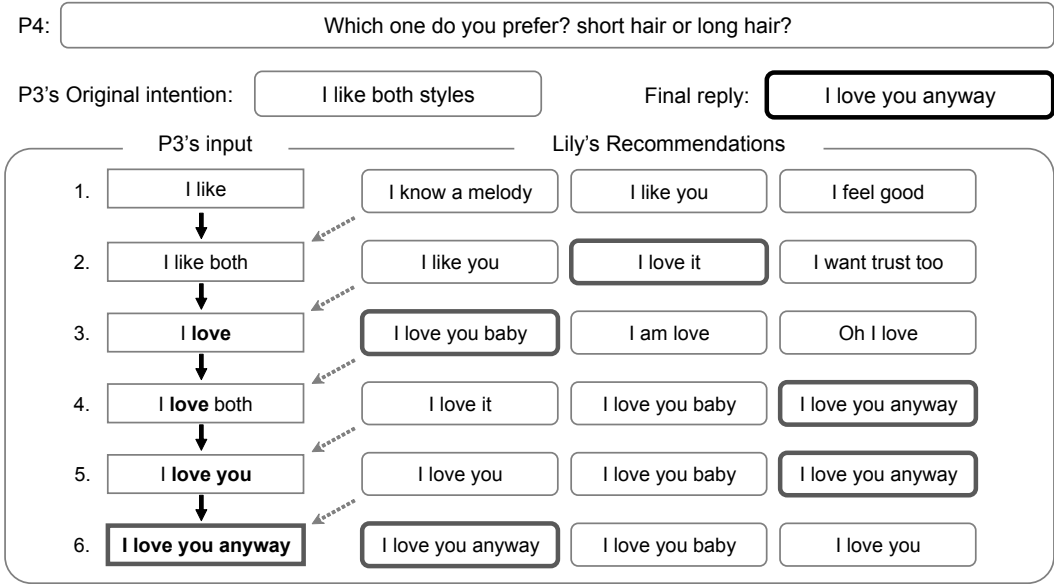 P4: Which one do you prefer? short hair or long hair?
P3's Original intention: I like both styles Final reply: I love you anyway
P3's input Lily's Recommendations
1. I like I know a melody I like you I feel good
2. I like both I like you I love it I want trust too
3. I love I love you baby I am love Oh I love
4. I love both I love it I love you baby I love you anyway
5. I love you I love you I love you baby I love you anyway
6. I love you anyway I love you anyway I love you baby I love you